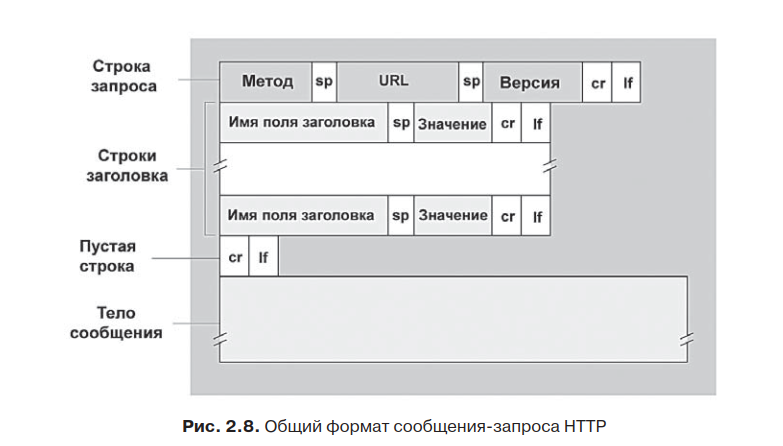 Строка запроса
Метод sp URL sp Версия cr lf
Строки заголовка
Имя поля заголовка sp Значение cr lf
Имя поля заголовка sp Значение cr lf
Пустая строка
cr lf
Тело сообщения
Рис. 2.8. Общий формат сообщения-запроса HTTP